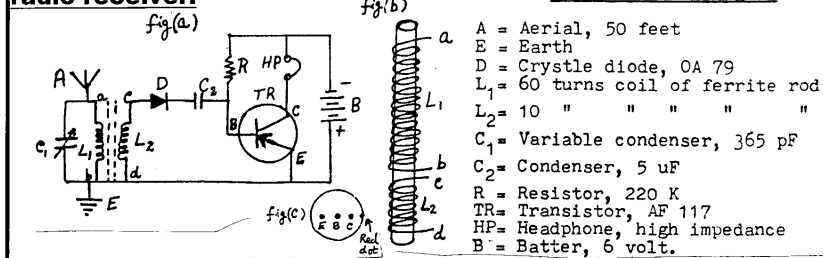 radio receiver.
fig(a)
fig(b)
A
a
c
D
C2
R
HP
TR
B
C
E
B
-
+
C1
L1
L2
b
d
E
fig(c)
E B C
Red
dot
a
L1
b
c
L2
d
A = Aerial, 50 feet
E = Earth
D = Crystle diode, OA 79
L1= 60 turns coil of ferrite rod
L2= 10 " " " " "
C1= Variable condenser, 365 pF
C2= Condenser, 5 uF
R = Resistor, 220 K
TR= Transistor, AF 117
HP= Headphone, high impedance
B = Batter, 6 volt.